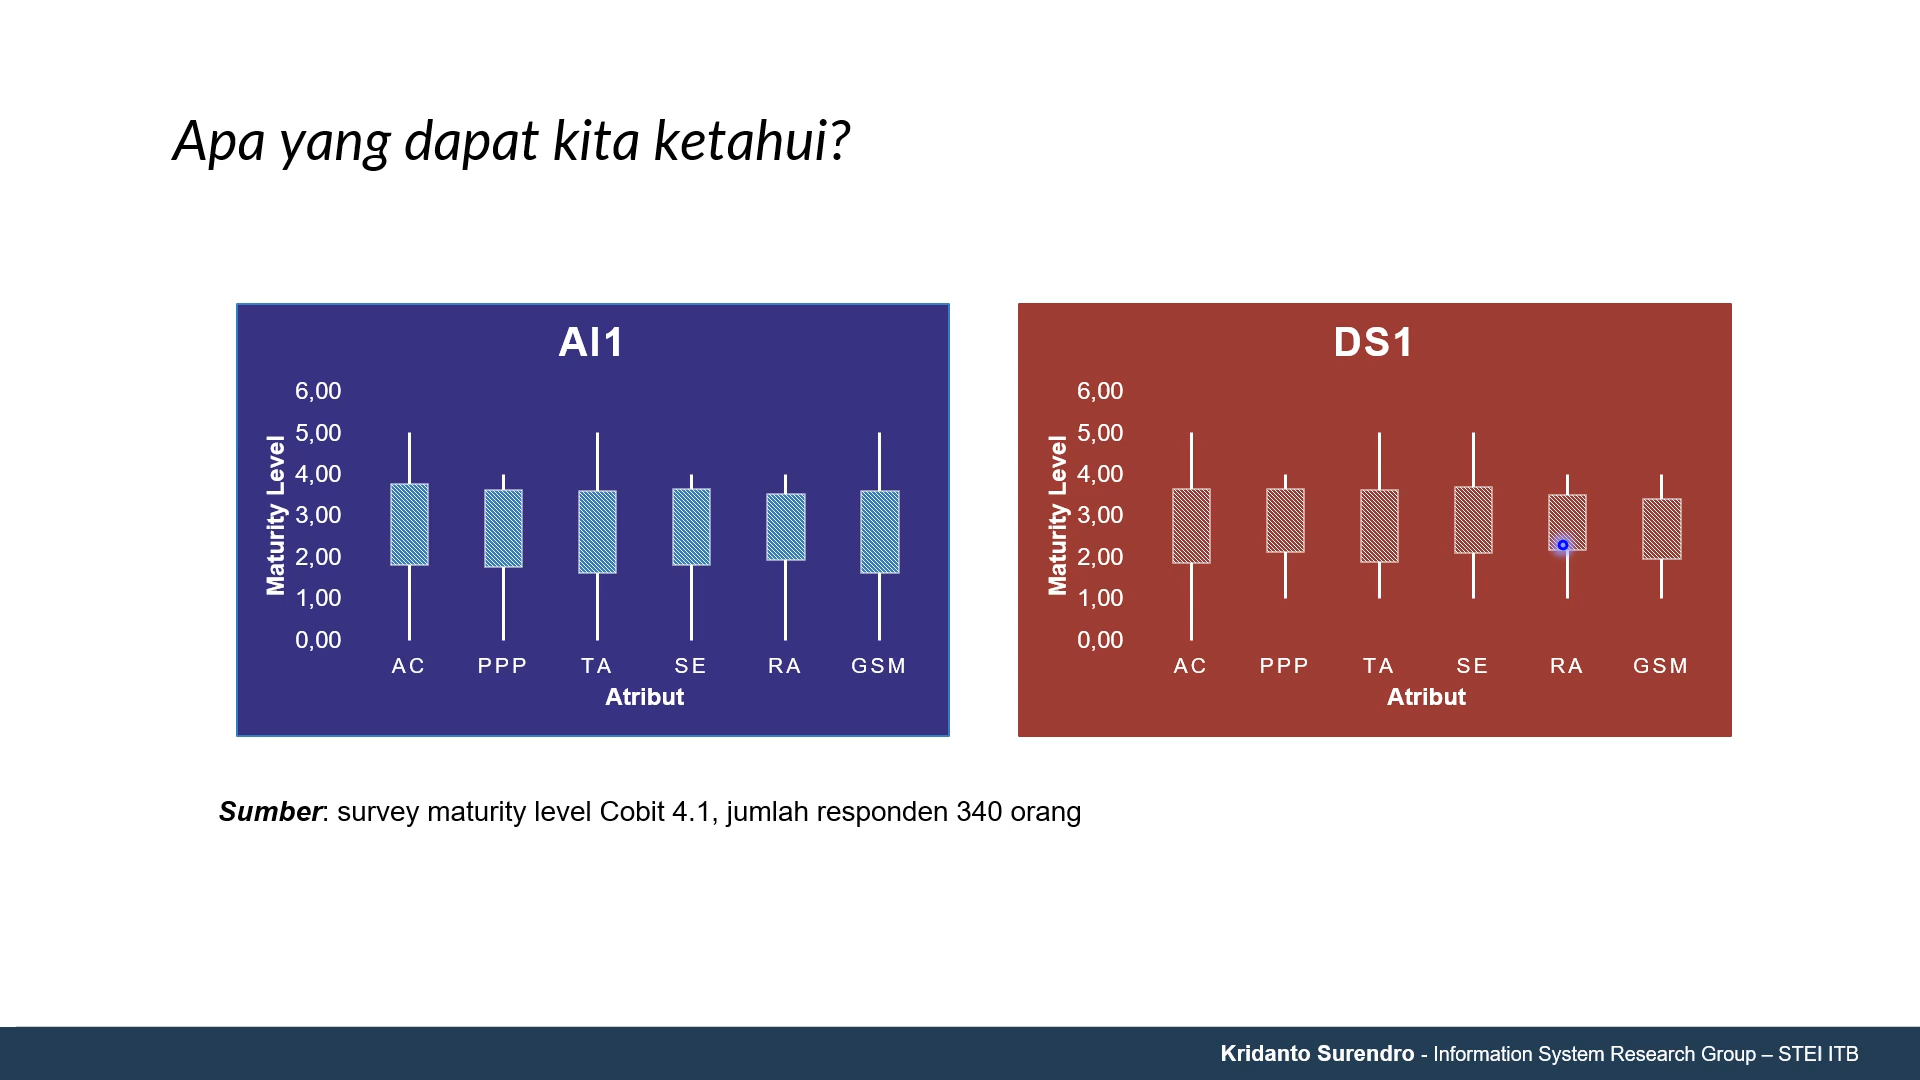 Apa yang dapat kita ketahui?
AI1
6,00
5,00
4,00
3,00
2,00
1,00
0,00
Maturity Level
AC PPP TA SE RA GSM
Atribut
DS1
6,00
5,00
4,00
3,00
2,00
1,00
0,00
Maturity Level
AC PPP TA SE RA GSM
Atribut
Sumber: survey maturity level Cobit 4.1, jumlah responden 340 orang
Kridanto Surendro - Information System Research Group – STEI ITB